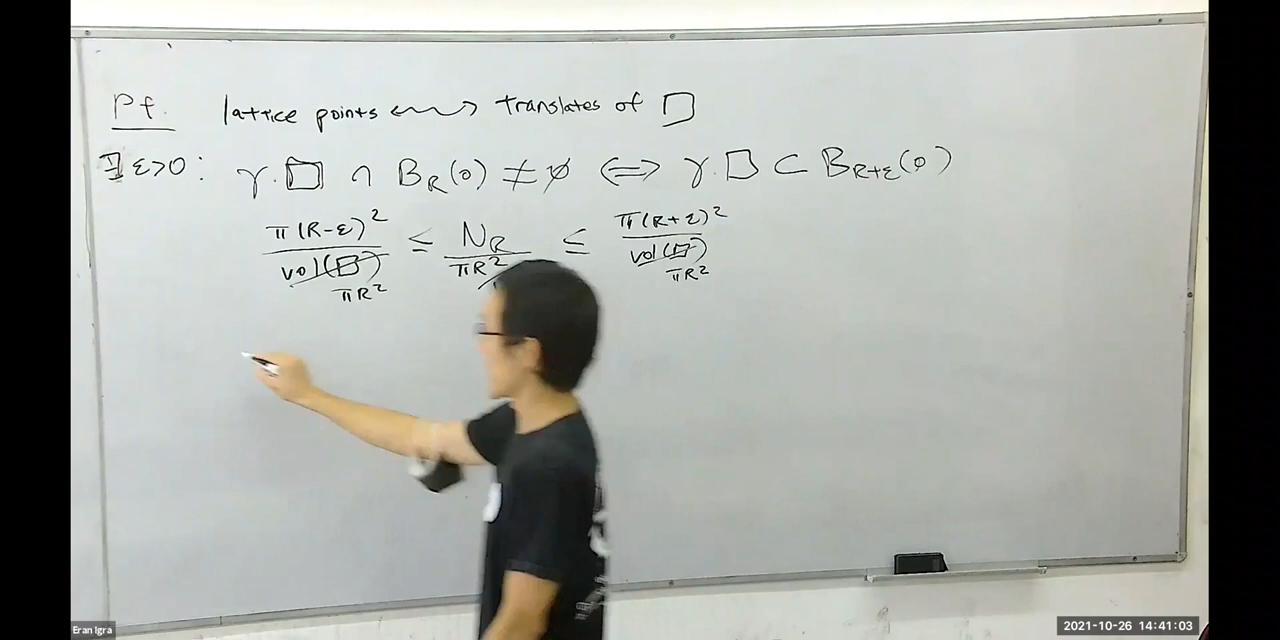 Pf. lattice points ⟷ translates of □
∃ ε>0 : γ.□ ∩ B_R(0) ≠ ∅ ⟺ γ.□ ⊂ B_{R+ε}(0)
π(R-ε)² / vol(□) πR² ≤ N_R / πR² ≤ π(R+ε)² / vol(□) πR²
Eran Igra
2021-10-26 14:41:03